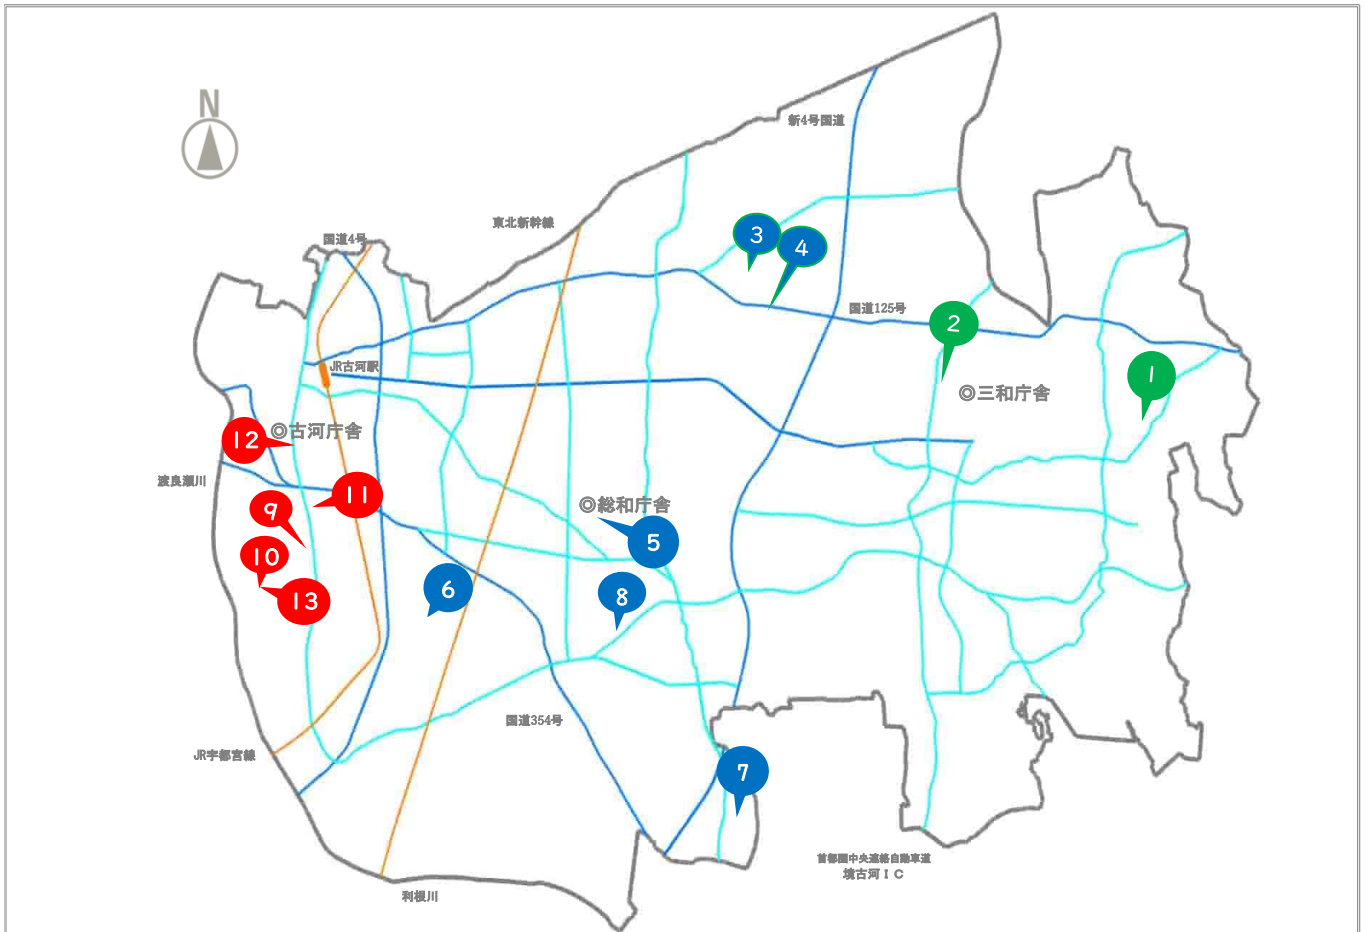 新4号国道
N
東北新幹線
3
国道4号
4
国道125号
2
JR古河駅
1
◎三和庁舎
12
◎古河庁舎
渡良瀬川
11
◎総和庁舎
9
5
10
6
8
13
国道354号
JR宇都宮線
7
首都圏中央連絡自動車道
境古河IC
利根川